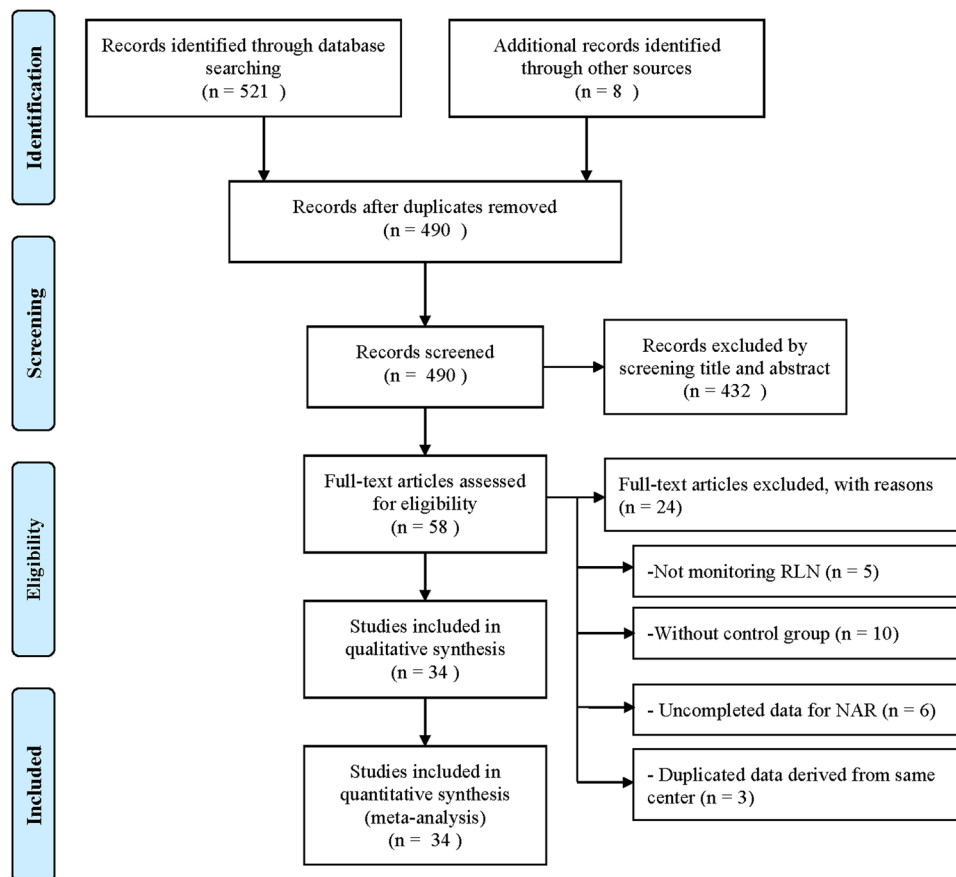 Identification
Records identified through database
searching
(n = 521 )
Additional records identified
through other sources
(n = 8 )
Records after duplicates removed
(n = 490 )
Screening
Records screened
(n = 490 )
Records excluded by
screening title and abstract
(n = 432 )
Eligibility
Full-text articles assessed
for eligibility
(n = 58 )
Full-text articles excluded, with reasons
(n = 24)
-Not monitoring RLN (n = 5)
-Without control group (n = 10)
- Uncompleted data for NAR (n = 6)
- Duplicated data derived from same
center (n = 3)
Studies included in
qualitative synthesis
(n = 34 )
Included
Studies included in
quantitative synthesis
(meta-analysis)
(n = 34 )